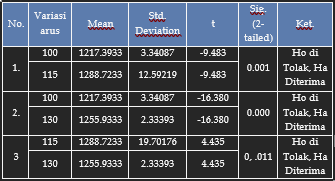 No. Variasi arus Mean Std. Deviation t Sig. (2-tailed) Ket.
1. 100 1217.3933 3.34087 -9.483 0.001 Ho di Tolak, Ha Diterima
115 1288.7233 12.59219 -9.483
2. 100 1217.3933 3.34087 -16.380 0.000 Ho di Tolak, Ha Diterima
130 1255.9333 2.33393 -16.380
3 115 1288.7233 19.70176 4.435 0, .011 Ho di Tolak, Ha Diterima
130 1255.9333 2.33393 4.435